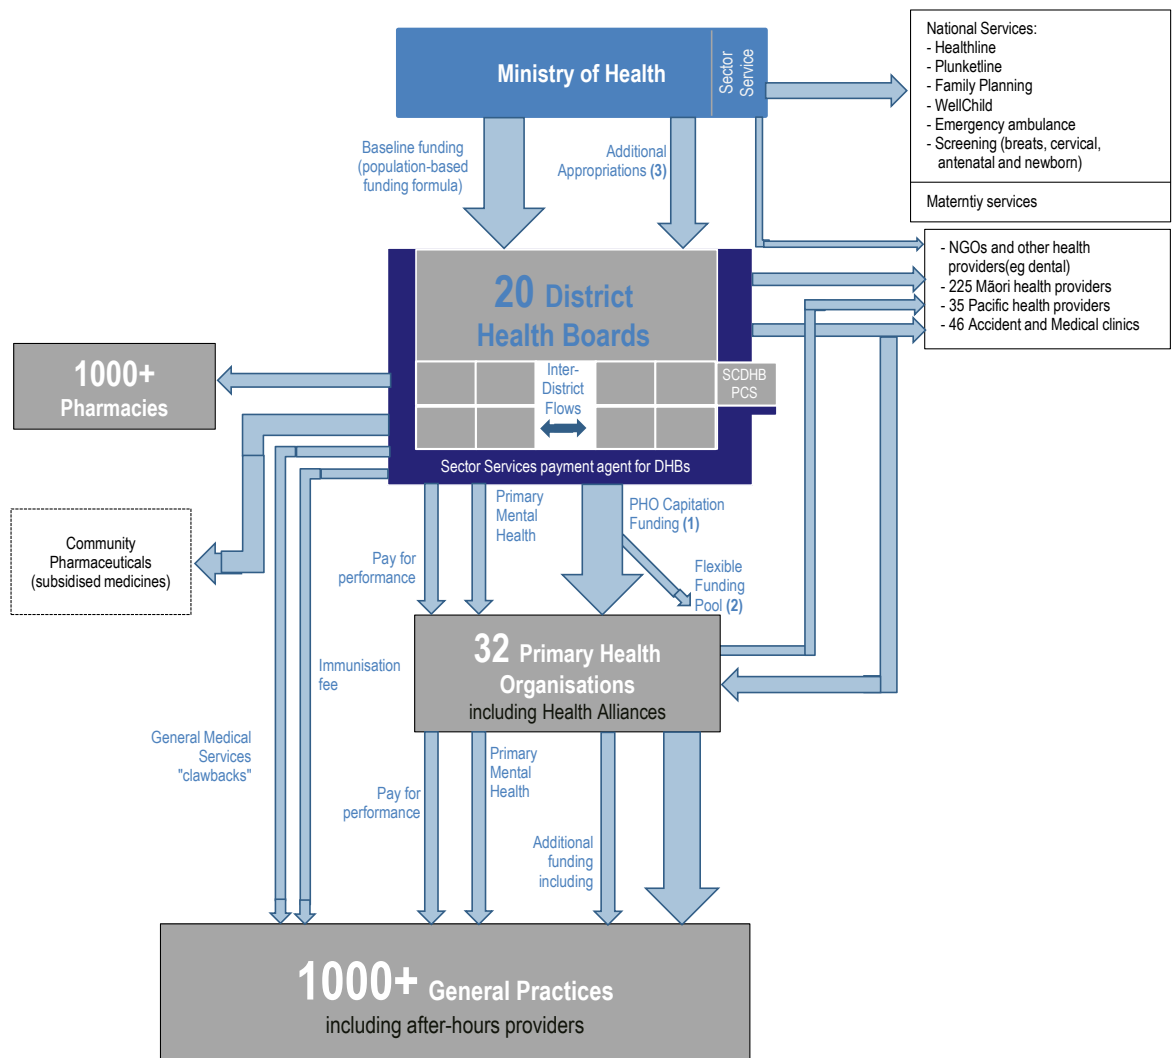 Ministry of Health
Sector
Service
National Services:
- Healthline
- Plunketline
- Family Planning
- WellChild
- Emergency ambulance
- Screening (breats, cervical,
antenatal and newborn)
Materntiy services
Baseline funding
(population-based
funding formula)
Additional
Appropriations (3)
- NGOs and other health
providers(eg dental)
- 225 Māori health providers
- 35 Pacific health providers
- 46 Accident and Medical clinics
20 District
Health Boards
1000+
Pharmacies
Inter-
District
Flows
SCDHB
PCS
Sector Services payment agent for DHBs
Community
Pharmaceuticals
(subsidised medicines)
Pay for
performance
Primary
Mental
Health
PHO Capitation
Funding (1)
Flexible
Funding
Pool (2)
32 Primary Health
Organisations
including Health Alliances
Immunisation
fee
General Medical
Services
"clawbacks"
Pay for
performance
Primary
Mental
Health
Additional
funding
including
1000+ General Practices
including after-hours providers